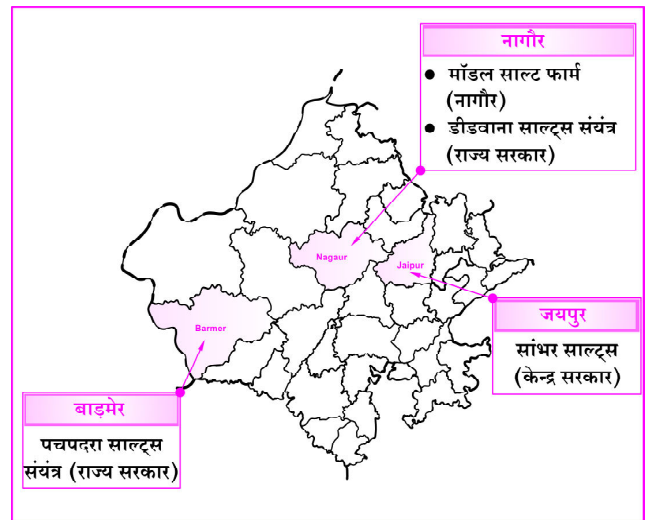 नागौर
● मॉडल साल्ट फार्म
(नागौर)
● डीडवाना साल्ट्स संयंत्र
(राज्य सरकार)
Nagaur
Jaipur
Barmer
जयपुर
सांभर साल्ट्स
(केन्द्र सरकार)
बाड़मेर
पचपदरा साल्ट्स
संयंत्र (राज्य सरकार)